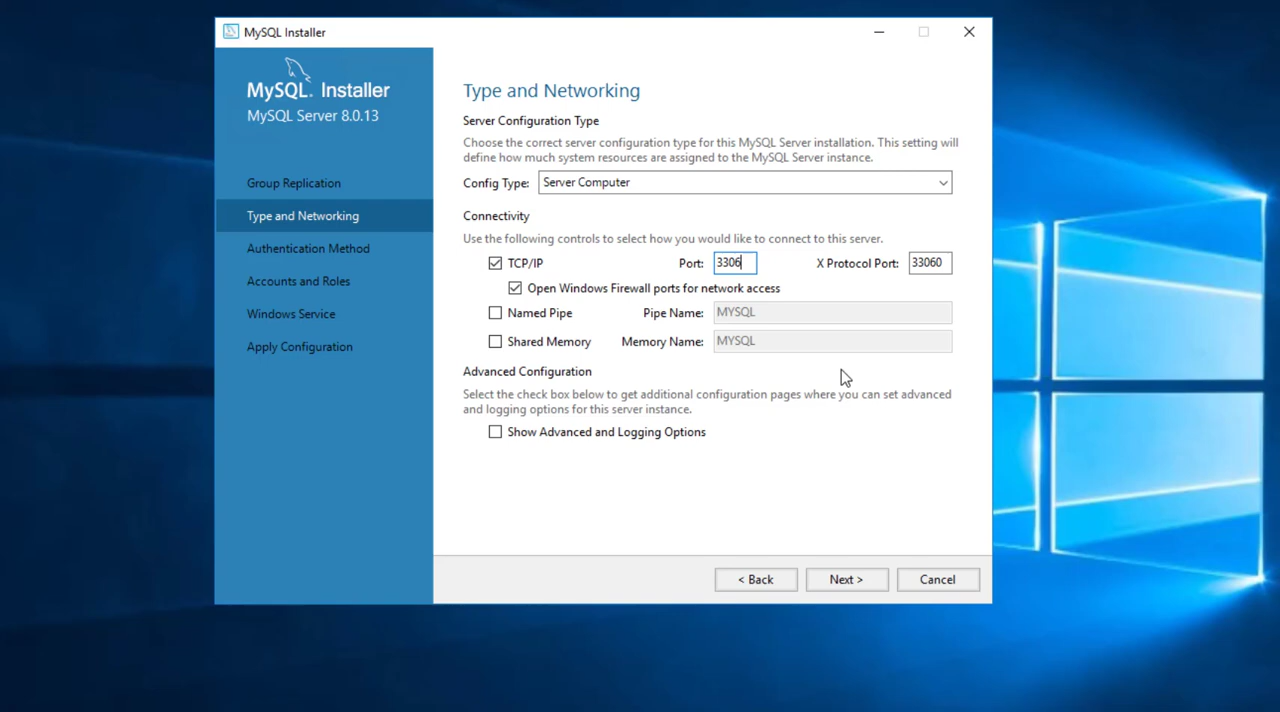 MySQL Installer
MySQL. Installer
MySQL Server 8.0.13
Group Replication
Type and Networking
Authentication Method
Accounts and Roles
Windows Service
Apply Configuration
Type and Networking
Server Configuration Type
Choose the correct server configuration type for this MySQL Server installation. This setting will
define how much system resources are assigned to the MySQL Server instance.
Config Type: Server Computer
Connectivity
Use the following controls to select how you would like to connect to this server.
TCP/IP Port: 3306 X Protocol Port: 33060
Open Windows Firewall ports for network access
Named Pipe Pipe Name: MYSQL
Shared Memory Memory Name: MYSQL
Advanced Configuration
Select the check box below to get additional configuration pages where you can set advanced
and logging options for this server instance.
Show Advanced and Logging Options
< Back Next > Cancel